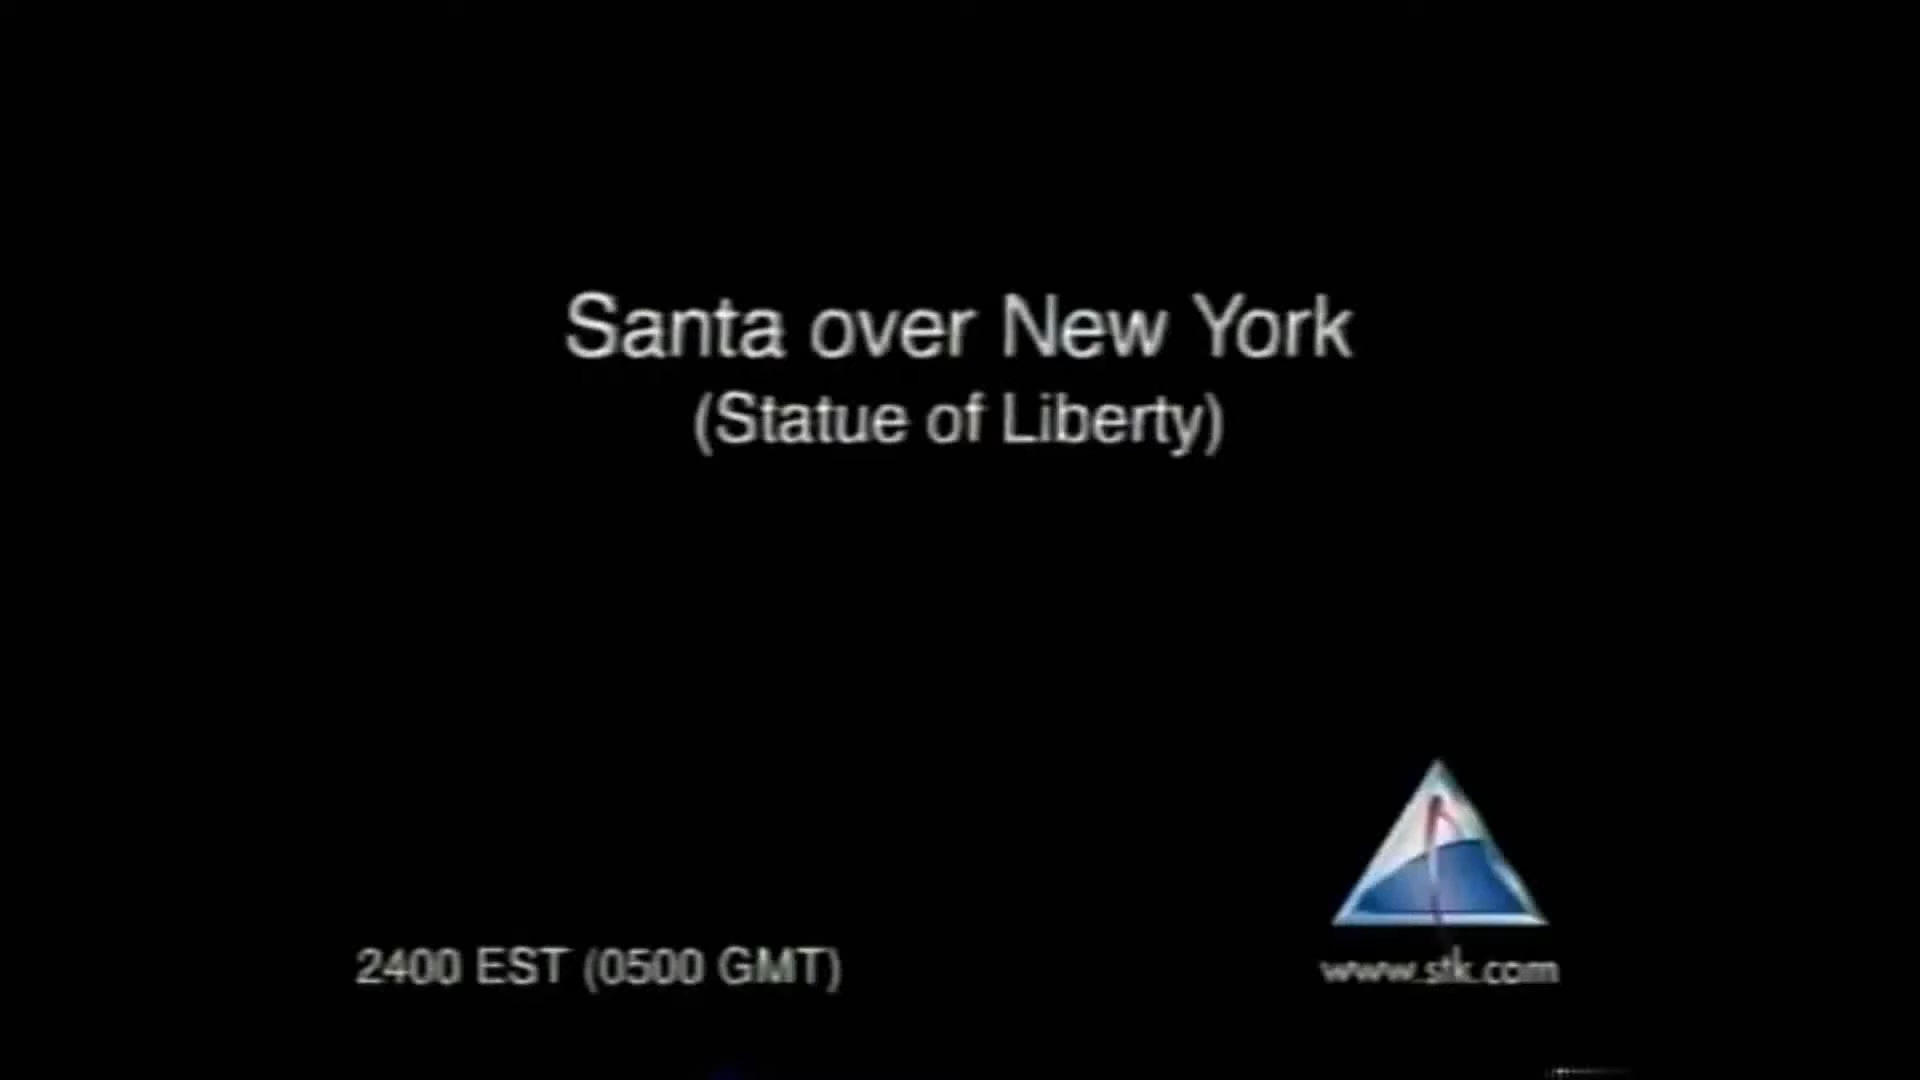 Santa over New York
(Statue of Liberty)
2400 EST (0500 GMT)
www.stk.com